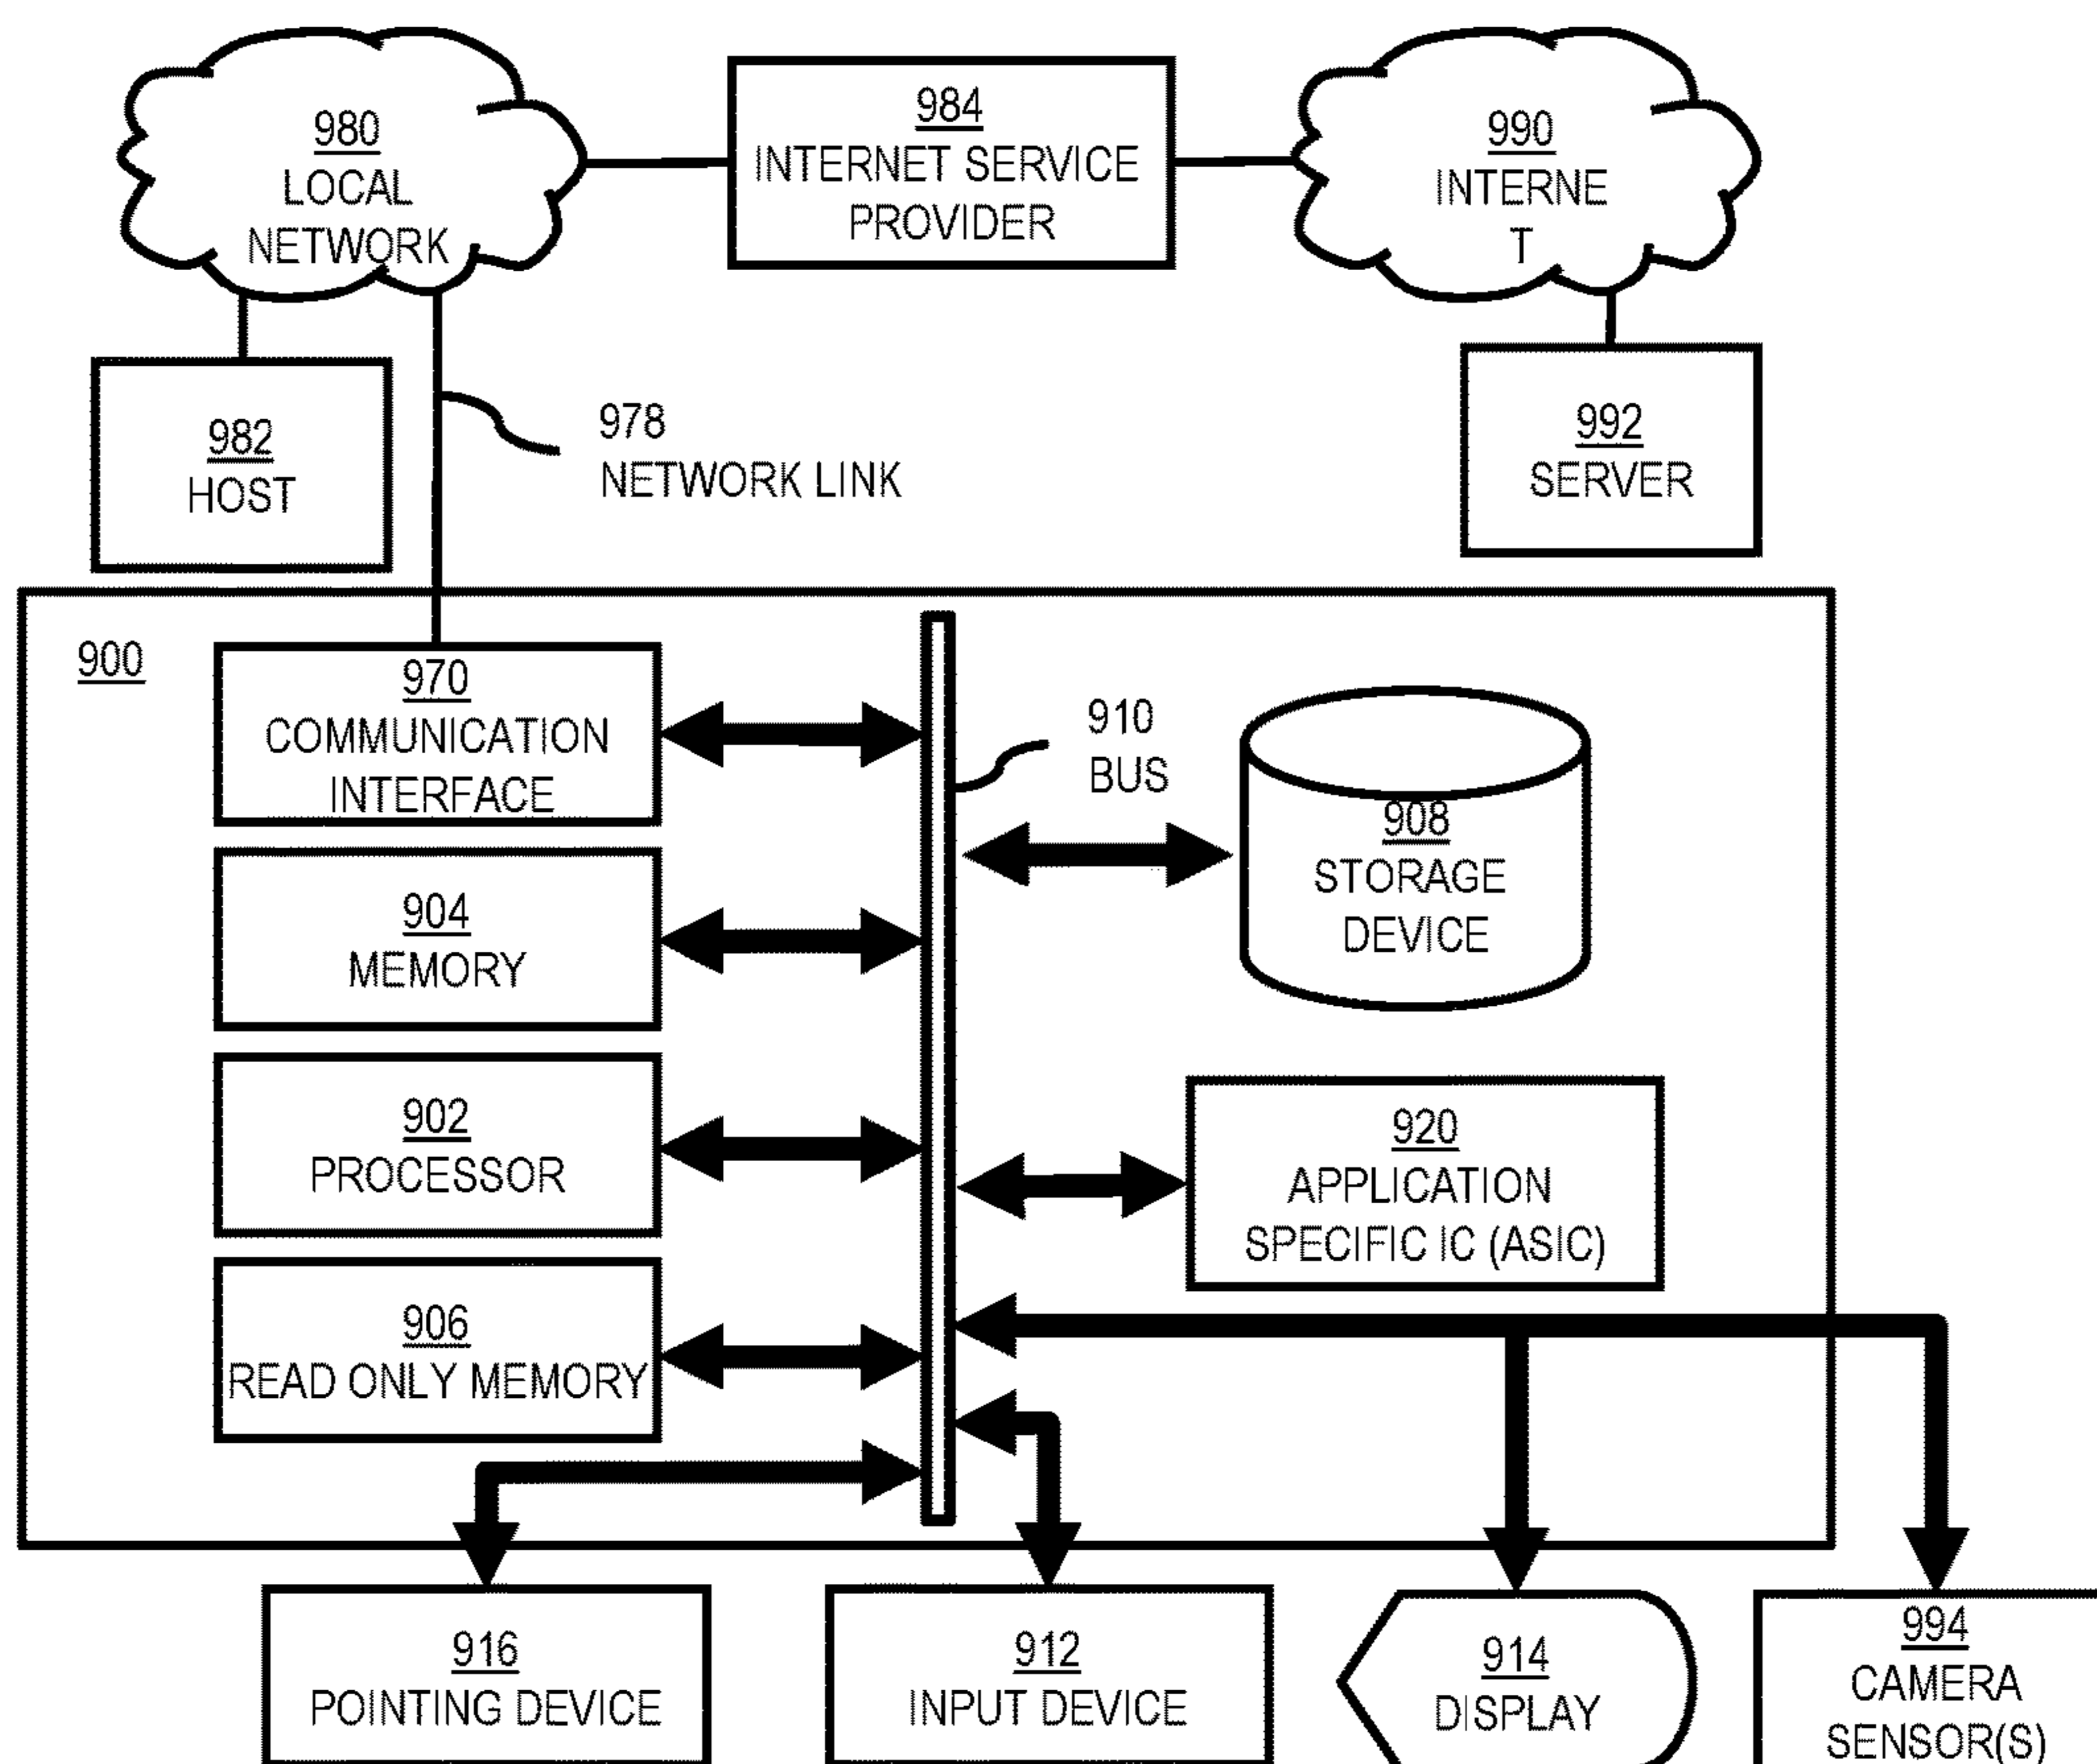 980
LOCAL
NETWORK
984
INTERNET SERVICE
PROVIDER
990
INTERNE
T
982
HOST
978
NETWORK LINK
992
SERVER
900
970
COMMUNICATION
INTERFACE
910
BUS
908
STORAGE
DEVICE
904
MEMORY
902
PROCESSOR
920
APPLICATION
SPECIFIC IC (ASIC)
906
READ ONLY MEMORY
916
POINTING DEVICE
912
INPUT DEVICE
914
DISPLAY
994
CAMERA
SENSOR(S)